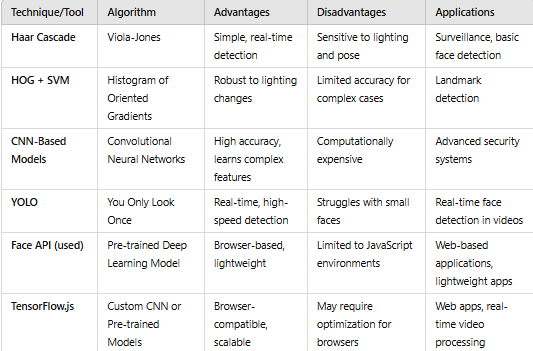 Technique/Tool Algorithm Advantages Disadvantages Applications
Haar Cascade Viola-Jones Simple, real-time Sensitive to lighting Surveillance, basic
detection and pose face detection
HOG + SVM Histogram of Robust to lighting Limited accuracy for Landmark
Oriented changes complex cases detection
Gradients
CNN-Based Convolutional High accuracy, Computationally Advanced security
Models Neural Networks learns complex expensive systems
features
YOLO You Only Look Real-time, high- Struggles with small Real-time face
Once speed detection faces detection in videos
Face API (used) Pre-trained Deep Browser-based, Limited to JavaScript Web-based
Learning Model lightweight environments applications,
lightweight apps
TensorFlow.js Custom CNN or Browser- May require Web apps, real-
Pre-trained compatible, optimization for time video
Models scalable browsers processing